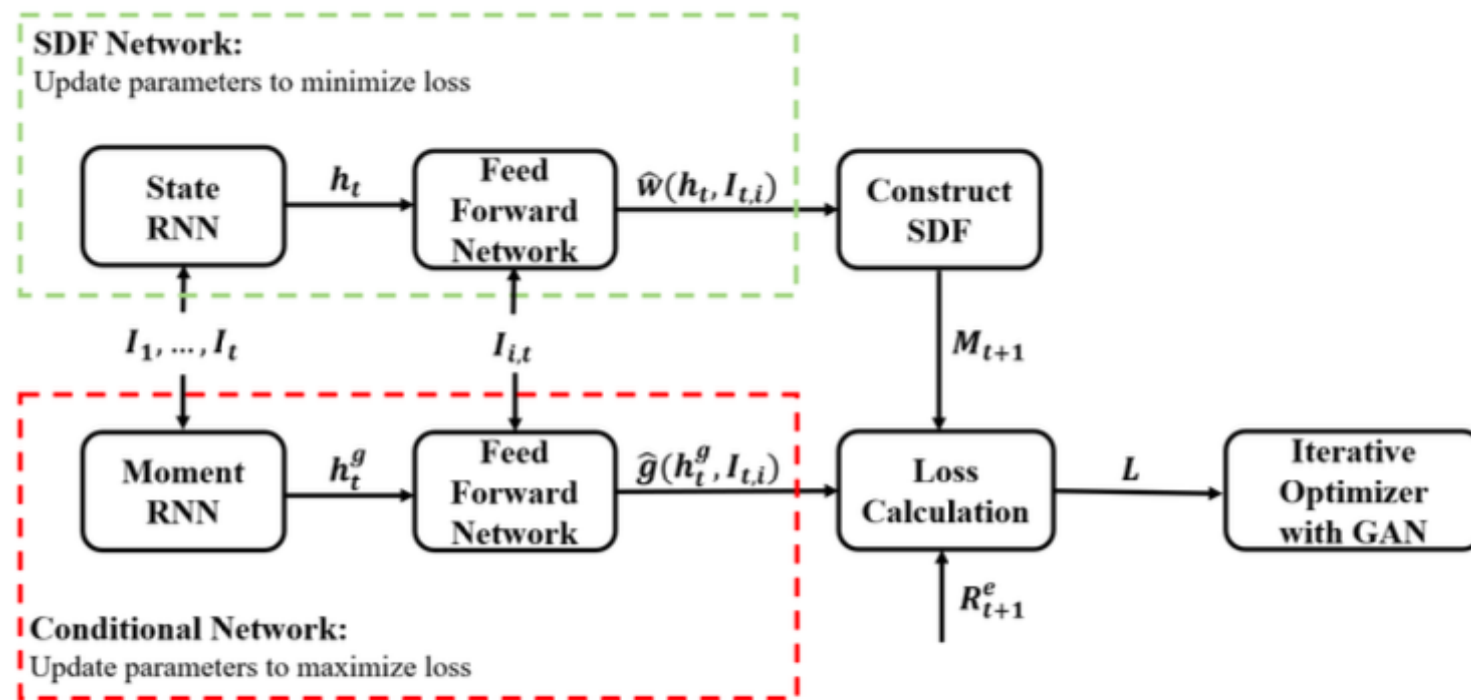 SDF Network:
Update parameters to minimize loss
State
RNN
h_t
Feed
Forward
Network
ŵ(h_t, I_{t,i})
Construct
SDF
I_1, …, I_t
I_{i,t}
M_{t+1}
Moment
RNN
h_t^g
Feed
Forward
Network
ĝ(h_t^g, I_{t,i})
Loss
Calculation
L
Iterative
Optimizer
with GAN
R_{t+1}^e
Conditional Network:
Update parameters to maximize loss